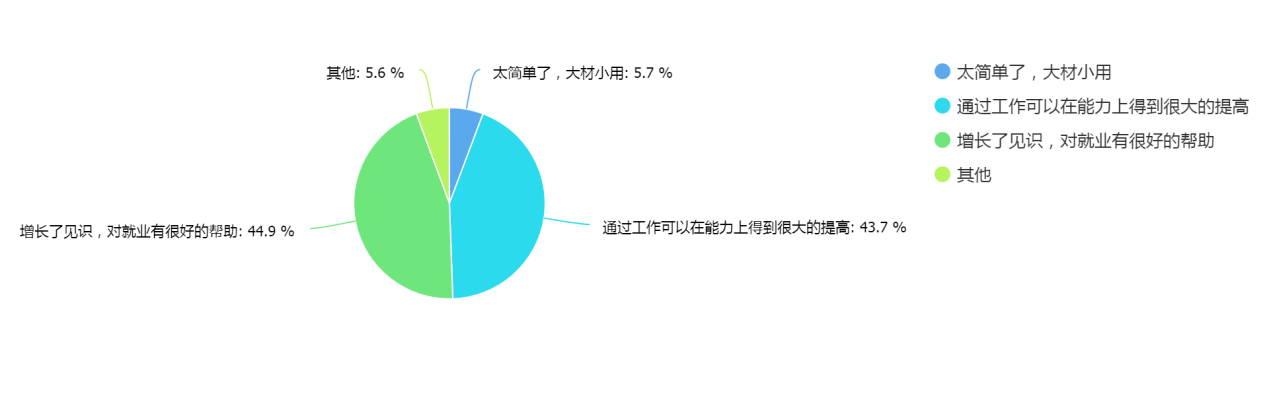 其他: 5.6 %
太简单了，大材小用: 5.7 %
增长了见识，对就业有很好的帮助: 44.9 %
通过工作可以在能力上得到很大的提高: 43.7 %
太简单了，大材小用
通过工作可以在能力上得到很大的提高
增长了见识，对就业有很好的帮助
其他